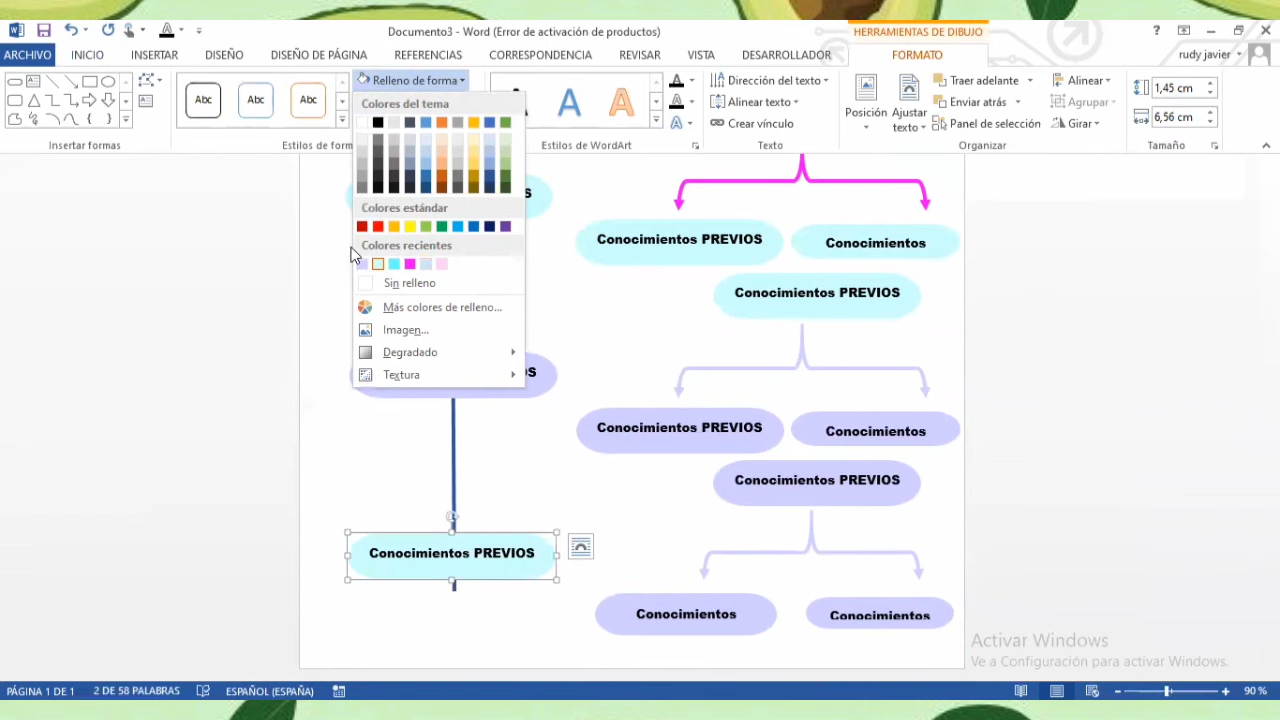 Documento3 - Word (Error de activación de productos)
HERRAMIENTAS DE DIBUJO
?
ARCHIVO INICIO INSERTAR DISEÑO DISEÑO DE PÁGINA REFERENCIAS CORRESPONDENCIA REVISAR VISTA DESARROLLADOR FORMATO rudy javier
Abc Abc Abc
Relleno de forma
A A A
Dirección del texto
Alinear texto
Crear vínculo
Posición
Ajustar
texto
Traer adelante
Enviar atrás
Panel de selección
Alinear
Agrupar
Girar
1,45 cm
6,56 cm
Insertar formas Estilos de form Estilos de WordArt Texto Organizar Tamaño
Colores del tema
Colores estándar
Colores recientes
Sin relleno
Más colores de relleno...
Imagen...
Degradado
Textura
S
Conocimientos PREVIOS Conocimientos
Conocimientos PREVIOS
OS
Conocimientos PREVIOS Conocimientos
Conocimientos PREVIOS
Conocimientos PREVIOS
Conocimientos Conocimientos
Activar Windows
Ve a Configuración para activar Windows.
PÁGINA 1 DE 1 2 DE 58 PALABRAS ESPAÑOL (ESPAÑA) 90 %